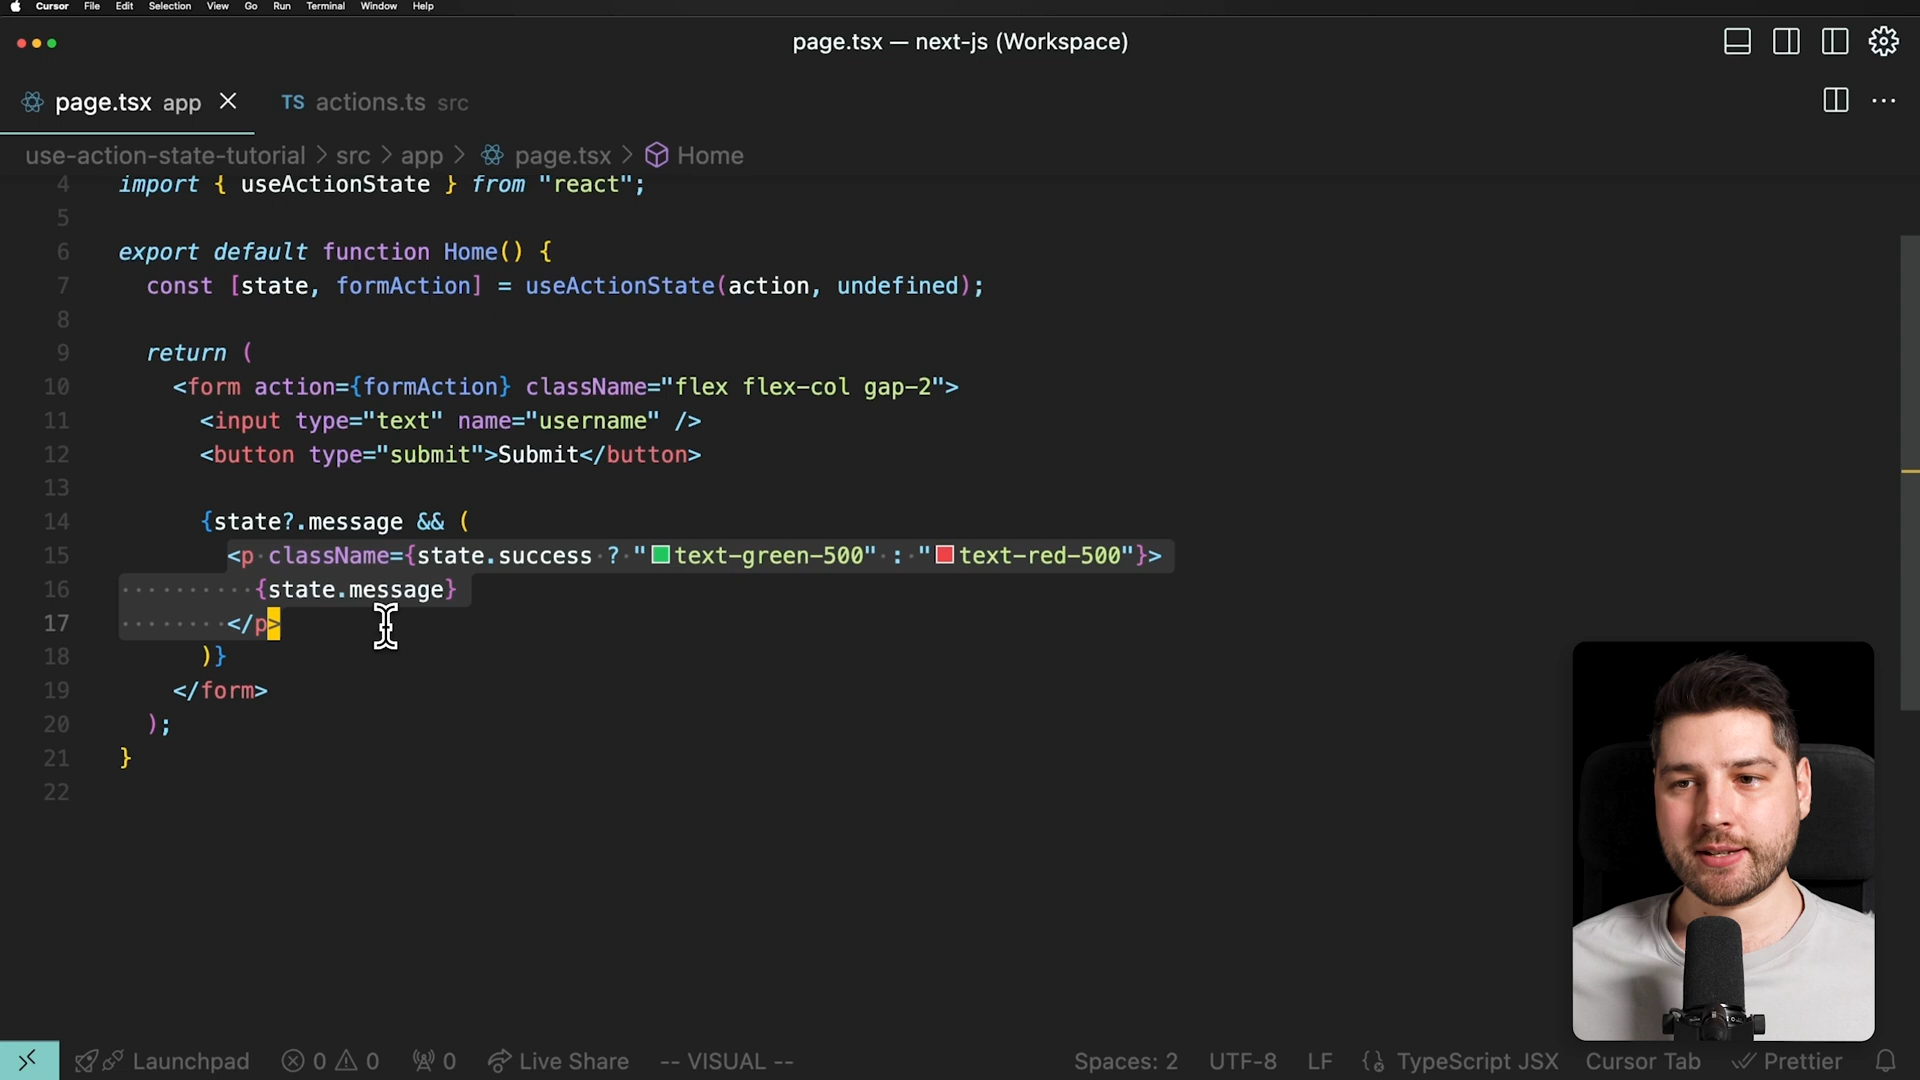 Cursor File Edit Selection View Go Run Terminal Window Help
page.tsx — next-js (Workspace)
page.tsx app TS actions.ts src
use-action-state-tutorial > src > app > page.tsx > Home
4 import { useActionState } from "react";
5
6 export default function Home() {
7 const [state, formAction] = useActionState(action, undefined);
8
9 return (
10 <form action={formAction} className="flex flex-col gap-2">
11 <input type="text" name="username" />
12 <button type="submit">Submit</button>
13
14 {state?.message && (
15 <p className={state.success ? "text-green-500" : "text-red-500"}>
16 {state.message}
17 </p>
18 )}
19 </form>
20 );
21 }
22
Launchpad 0 0 0 Live Share -- VISUAL -- Spaces: 2 UTF-8 LF TypeScript JSX Cursor Tab Prettier